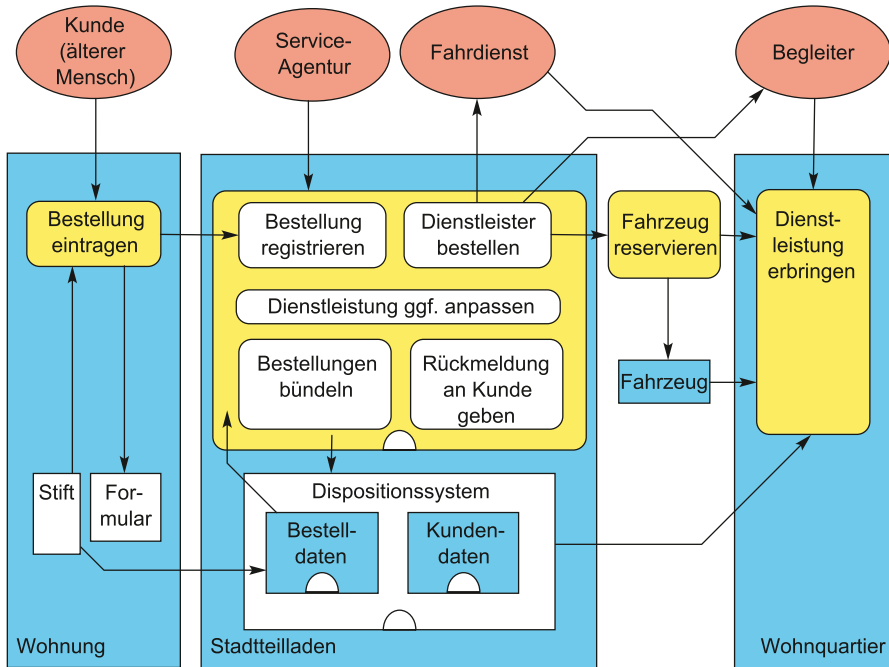 Kunde
(älterer
Mensch)
Service-
Agentur
Fahrdienst
Begleiter
Bestellung
eintragen
Bestellung
registrieren
Dienstleister
bestellen
Fahrzeug
reservieren
Dienst-
leistung
erbringen
Dienstleistung ggf. anpassen
Bestellungen
bündeln
Rückmeldung
an Kunde
geben
Fahrzeug
Stift
For-
mular
Dispositionssystem
Bestell-
daten
Kunden-
daten
Wohnung
Stadtteilladen
Wohnquartier